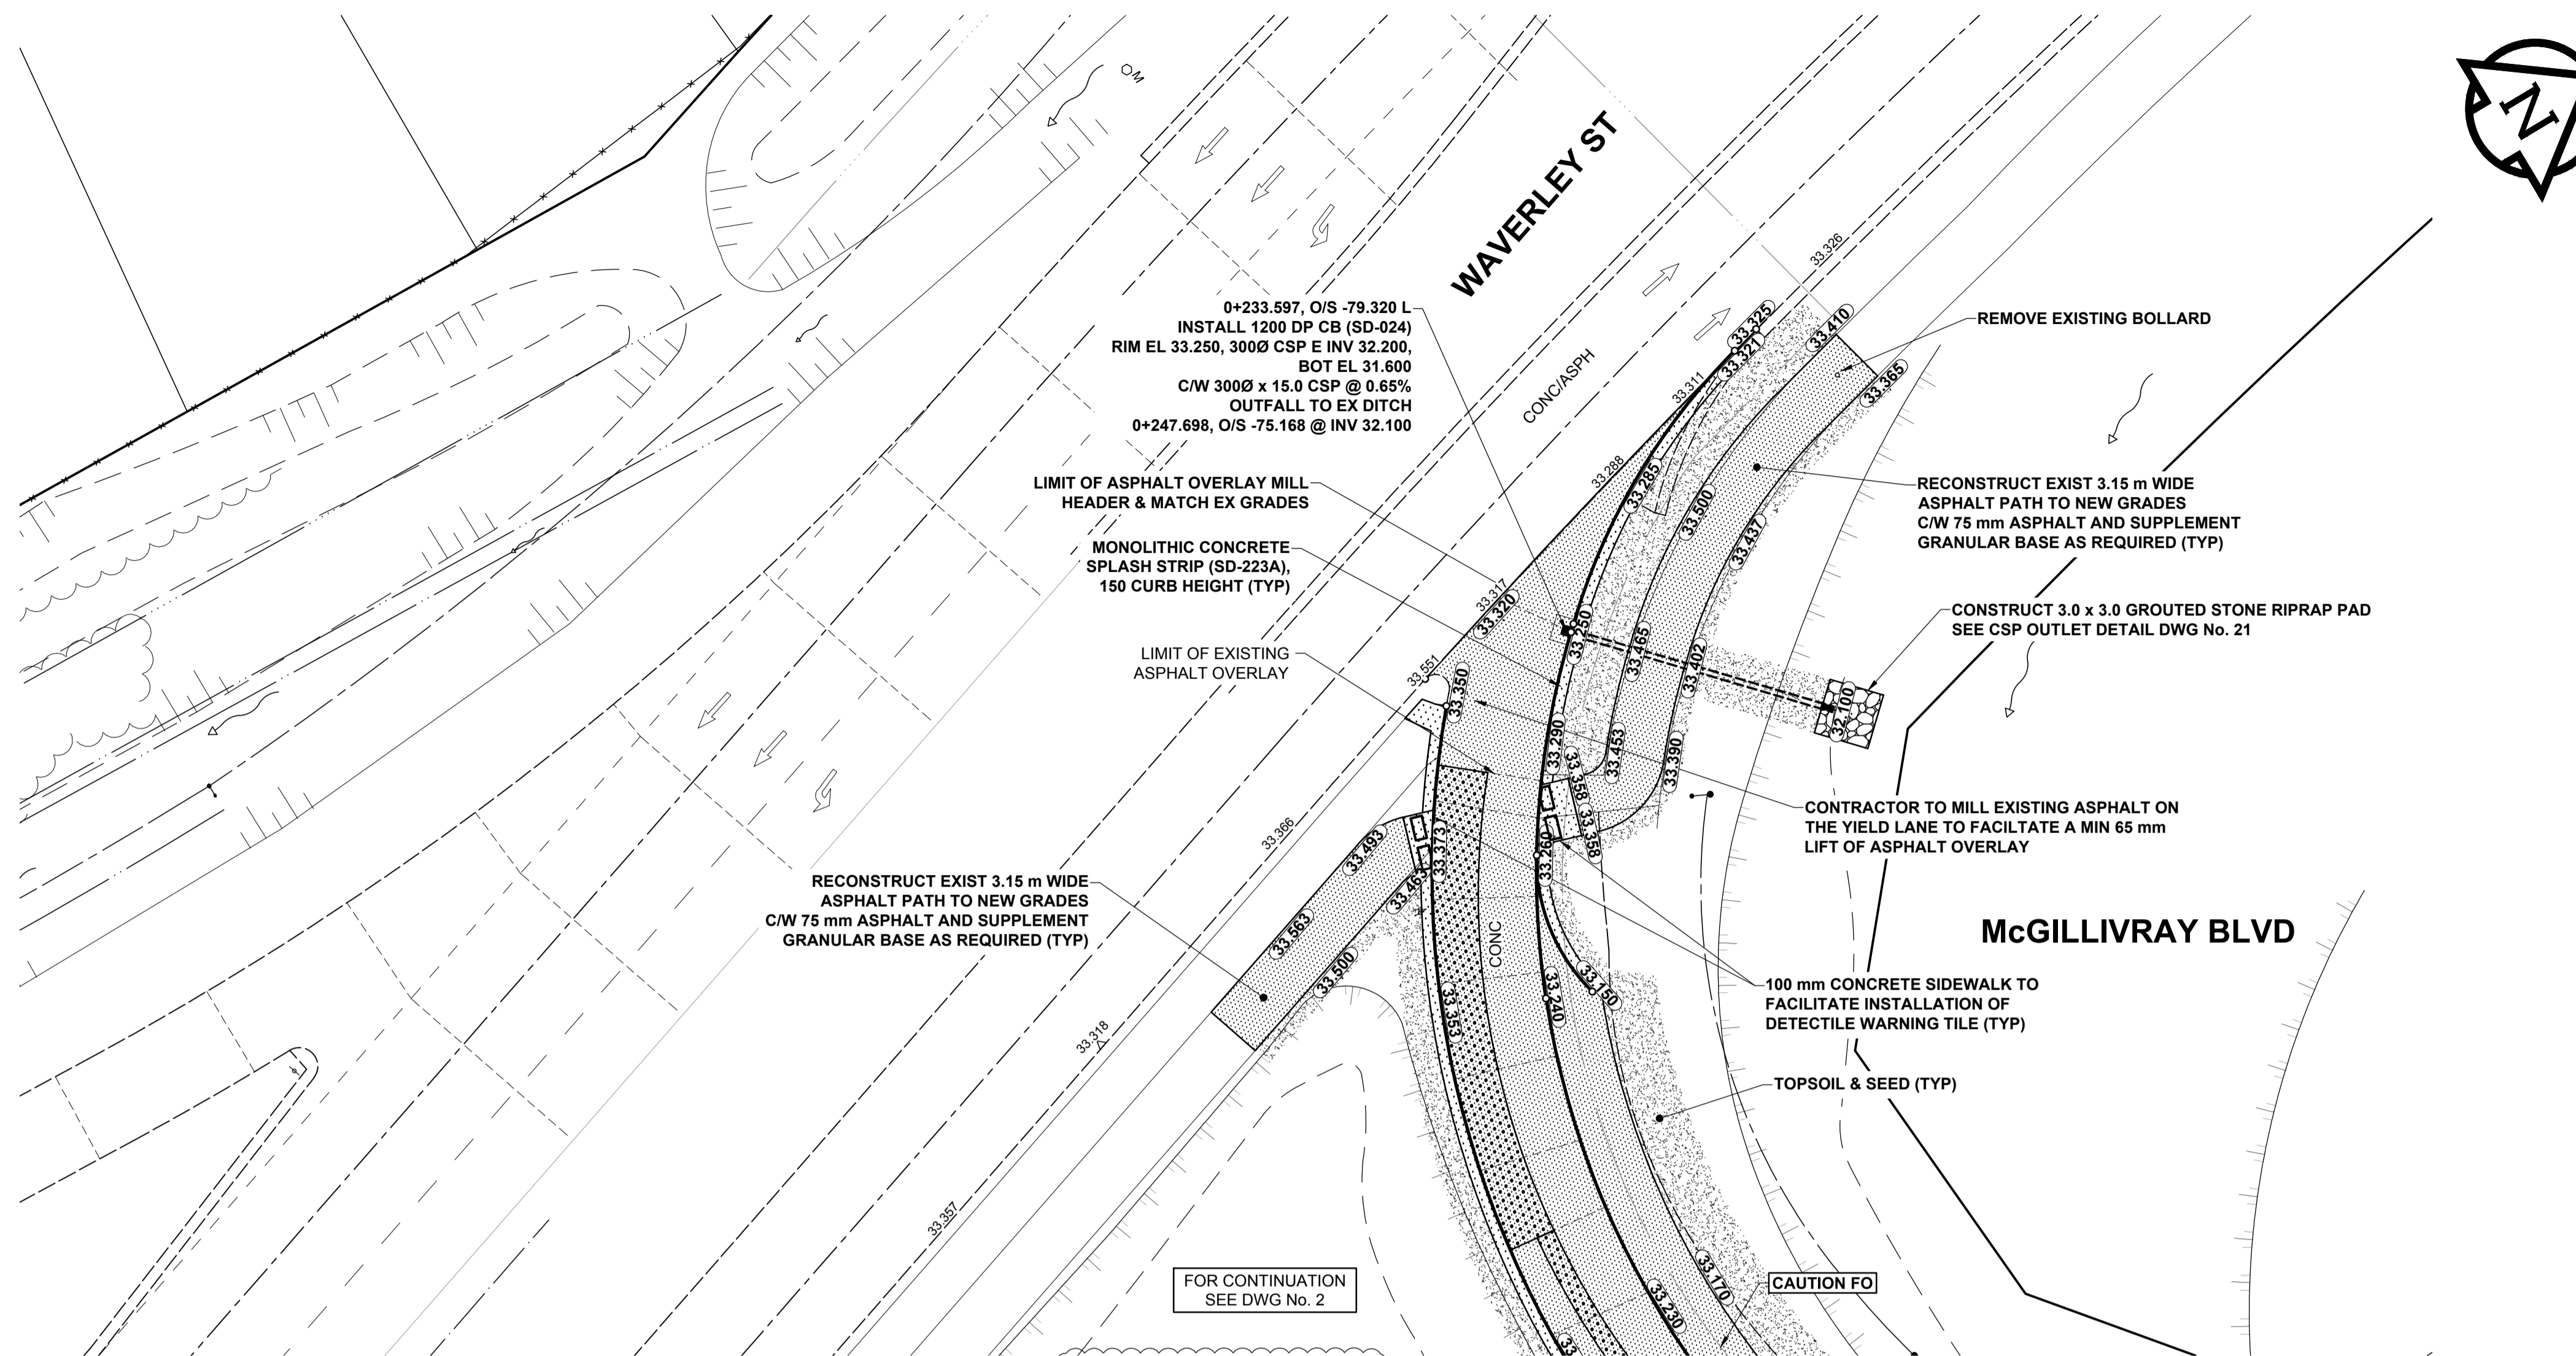 M
N
WAVERLEY ST
33.326
0+233.597, O/S -79.320 L
INSTALL 1200 DP CB (SD-024)
RIM EL 33.250, 300Ø CSP E INV 32.200,
BOT EL 31.600
C/W 300Ø x 15.0 CSP @ 0.65%
OUTFALL TO EX DITCH
0+247.698, O/S -75.168 @ INV 32.100
33.325
33.321
33.410
REMOVE EXISTING BOLLARD
CONC/ASPH
33.311
33.365
LIMIT OF ASPHALT OVERLAY MILL
HEADER & MATCH EX GRADES
33.288
33.285
33.500
33.437
RECONSTRUCT EXIST 3.15 m WIDE
ASPHALT PATH TO NEW GRADES
C/W 75 mm ASPHALT AND SUPPLEMENT
GRANULAR BASE AS REQUIRED (TYP)
MONOLITHIC CONCRETE
SPLASH STRIP (SD-223A),
150 CURB HEIGHT (TYP)
33.317
33.320
33.250
33.465
33.402
CONSTRUCT 3.0 x 3.0 GROUTED STONE RIPRAP PAD
SEE CSP OUTLET DETAIL DWG No. 21
LIMIT OF EXISTING
ASPHALT OVERLAY
33.551
33.350
32.100
33.290
33.358
33.453
33.390
CONTRACTOR TO MILL EXISTING ASPHALT ON
THE YIELD LANE TO FACILTATE A MIN 65 mm
LIFT OF ASPHALT OVERLAY
33.366
33.493
33.373
33.463
33.260
33.358
RECONSTRUCT EXIST 3.15 m WIDE
ASPHALT PATH TO NEW GRADES
C/W 75 mm ASPHALT AND SUPPLEMENT
GRANULAR BASE AS REQUIRED (TYP)
33.563
33.500
CONC
McGILLIVRAY BLVD
33.353
33.240
33.150
100 mm CONCRETE SIDEWALK TO
FACILITATE INSTALLATION OF
DETECTILE WARNING TILE (TYP)
33.318
TOPSOIL & SEED (TYP)
33.357
FOR CONTINUATION
SEE DWG No. 2
33.170
CAUTION FO
33.230